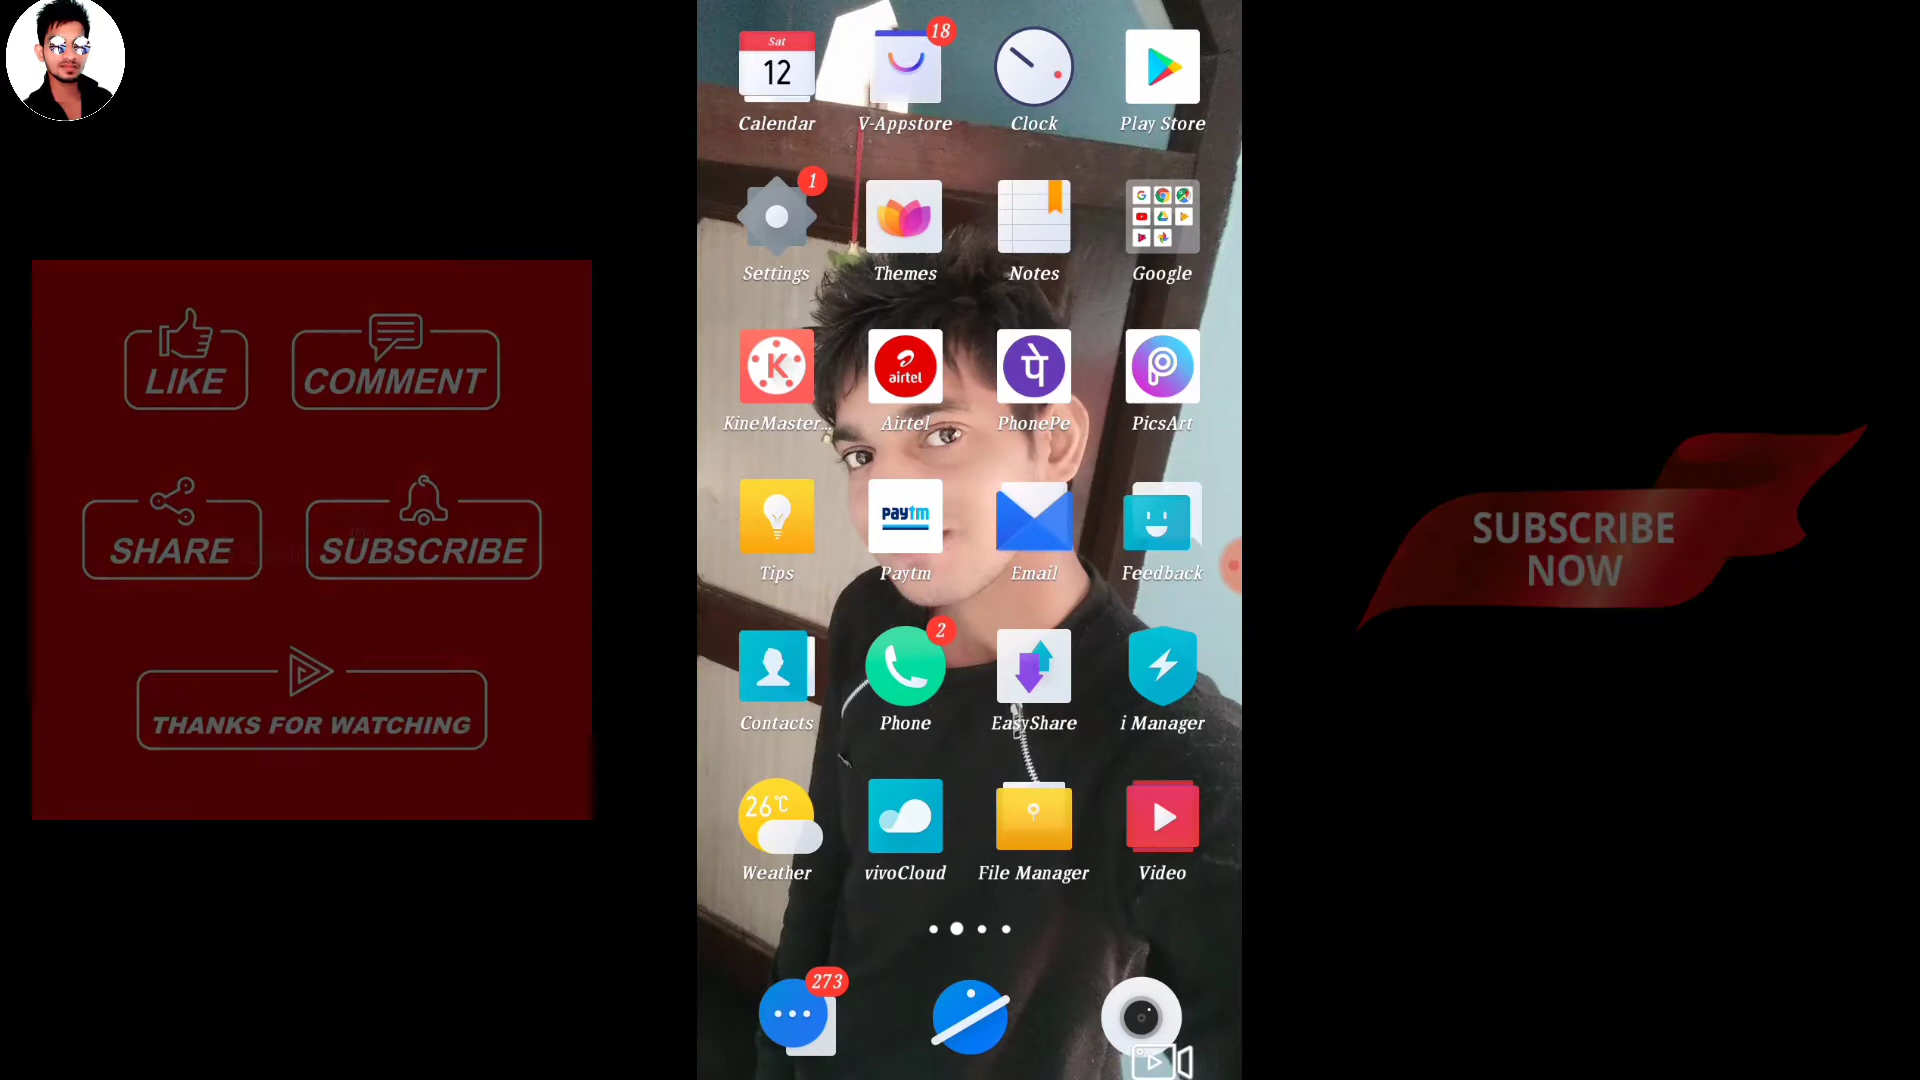 Sat
12
18
Calendar
V-Appstore
Clock
Play Store
1
Settings
Themes
Notes
Google
K
airtel
पे
KineMaster...
Airtel
PhonePe
PicsArt
paytm
Tips
Paytm
Email
Feedback
2
Contacts
Phone
EasyShare
i Manager
26℃
Weather
vivoCloud
File Manager
Video
273
LIKE
COMMENT
SHARE
SUBSCRIBE
THANKS FOR WATCHING
SUBSCRIBE
NOW